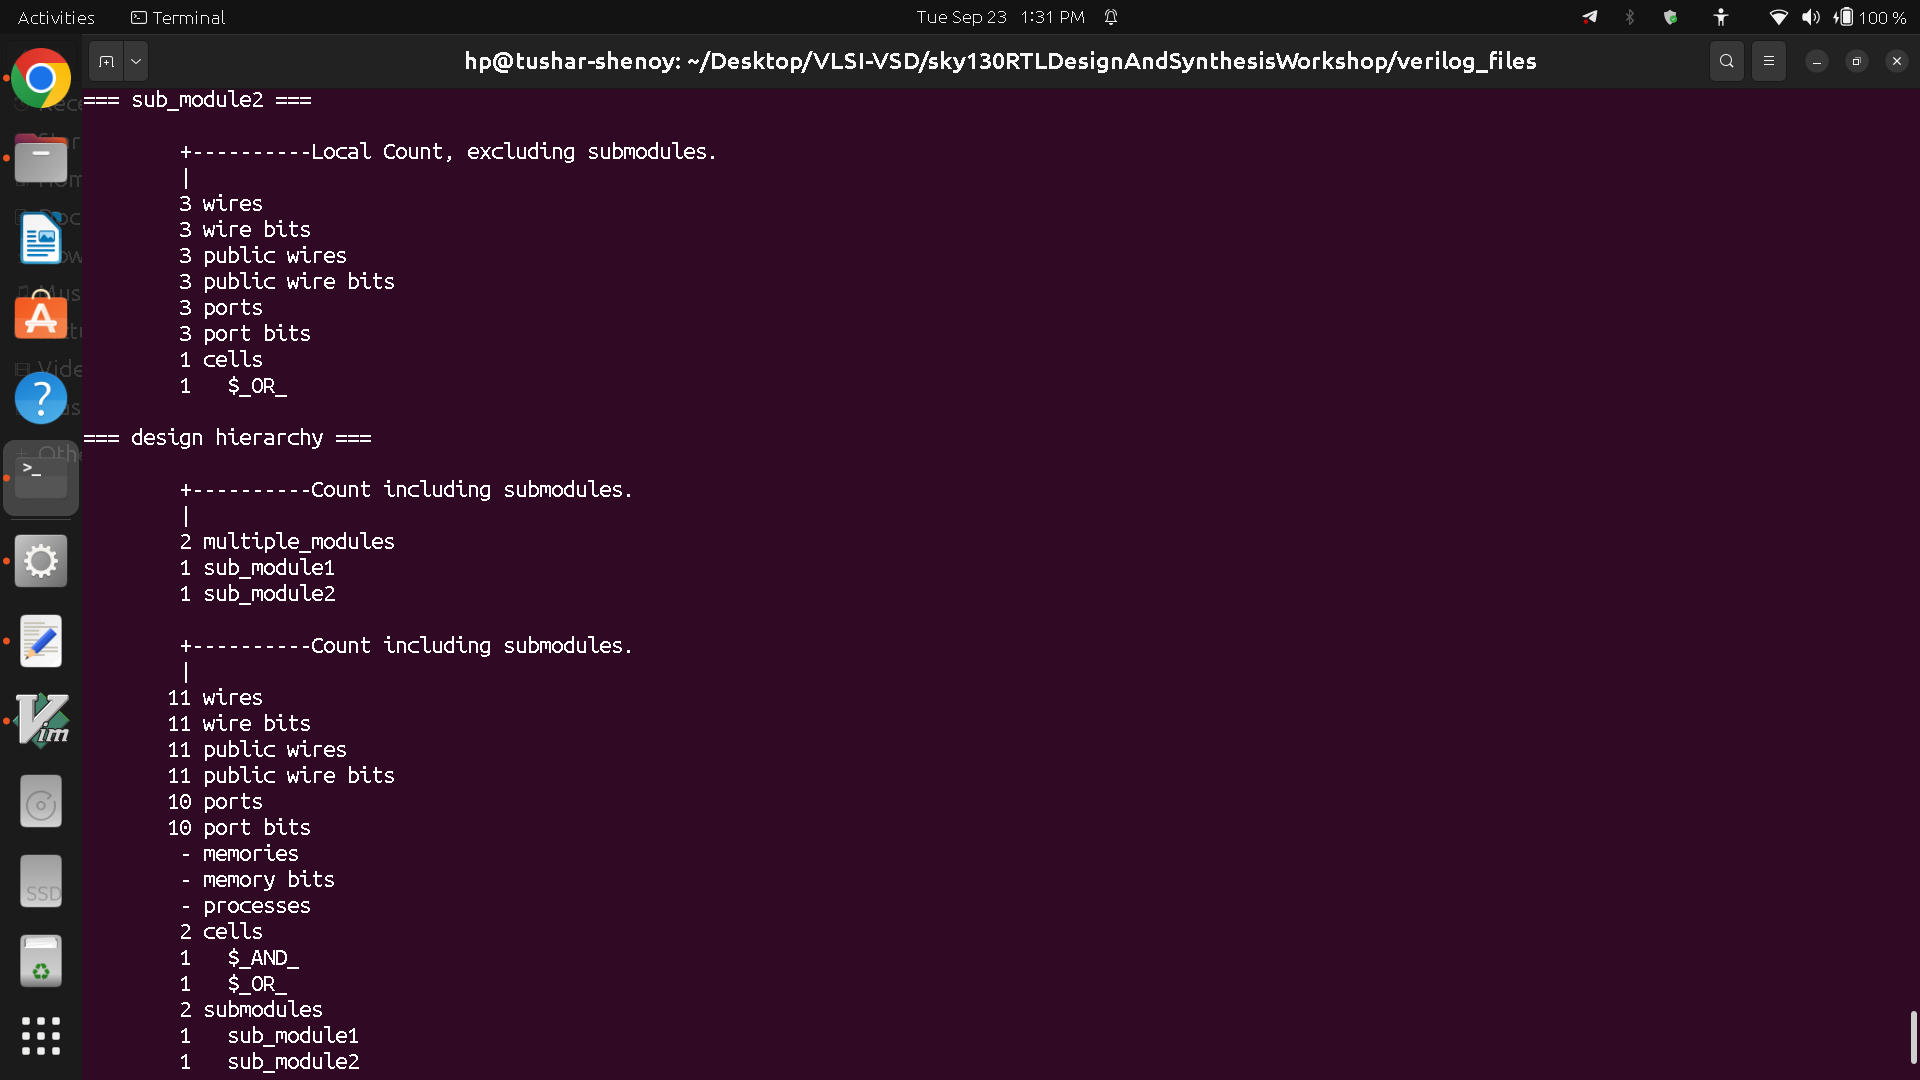 Activities
Terminal
Tue Sep 23 1:31 PM
100 %
hp@tushar-shenoy: ~/Desktop/VLSI-VSD/sky130RTLDesignAndSynthesisWorkshop/verilog_files
=== sub_module2 ===
+----------Local Count, excluding submodules.
|
3 wires
3 wire bits
3 public wires
3 public wire bits
3 ports
3 port bits
1 cells
1   $_OR_
=== design hierarchy ===
+----------Count including submodules.
|
2 multiple_modules
1 sub_module1
1 sub_module2
+----------Count including submodules.
|
11 wires
11 wire bits
11 public wires
11 public wire bits
10 ports
10 port bits
- memories
- memory bits
- processes
2 cells
1   $_AND_
1   $_OR_
2 submodules
1   sub_module1
1   sub_module2
>_
?
Vim
SSD